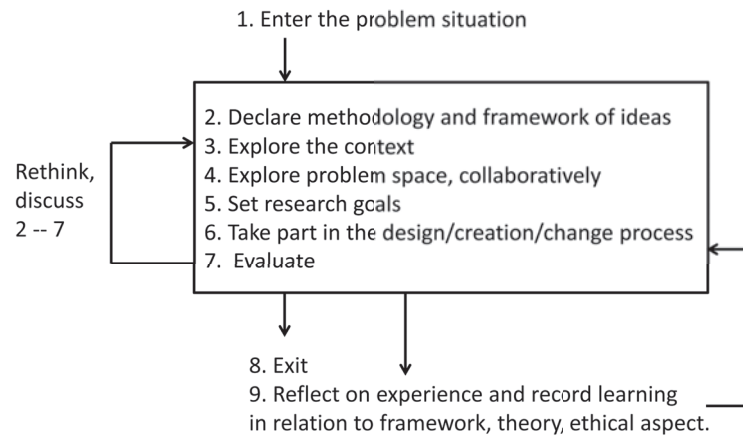 1. Enter the problem situation
2. Declare methodology and framework of ideas
3. Explore the context
4. Explore problem space, collaboratively
5. Set research goals
6. Take part in the design/creation/change process
7. Evaluate
Rethink,
discuss
2 -- 7
8. Exit
9. Reflect on experience and record learning
in relation to framework, theory, ethical aspect.